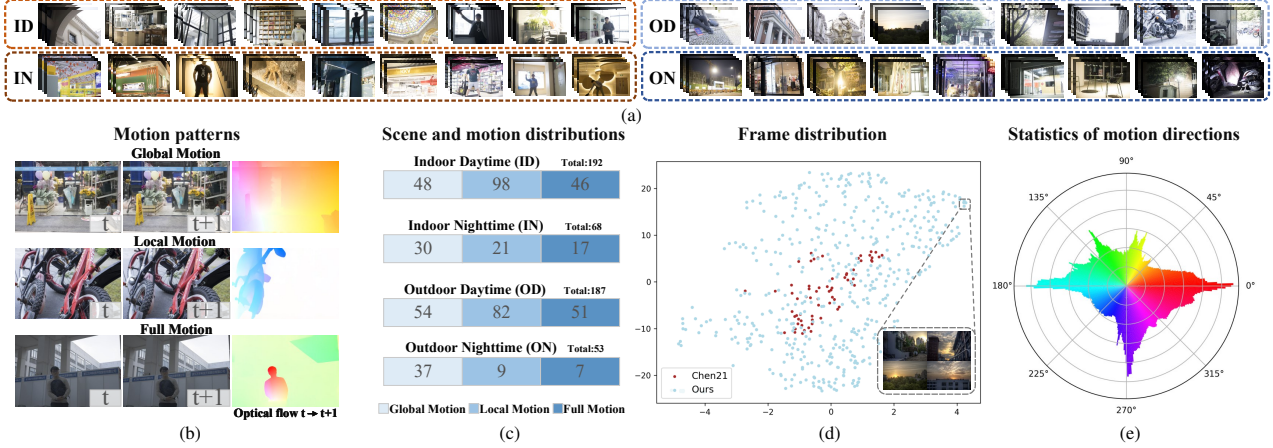 ID
OD
IN
ON
(a)
Motion patterns
Global Motion
t
t+1
Local Motion
t
t+1
Full Motion
t
t+1
Optical flow t → t+1
(b)
Scene and motion distributions
Indoor Daytime (ID) Total:192
48 98 46
Indoor Nighttime (IN) Total:68
30 21 17
Outdoor Daytime (OD) Total:187
54 82 51
Outdoor Nighttime (ON) Total:53
37 9 7
Global Motion Local Motion Full Motion
(c)
Frame distribution
20
15
10
5
0
−5
−10
−15
−20
−4 −2 0 2 4
Chen21
Ours
(d)
Statistics of motion directions
90°
135° 45°
180° 0°
225° 315°
270°
(e)